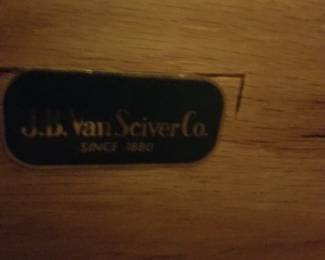 J.B. Van Sciver Co.
SINCE 1880